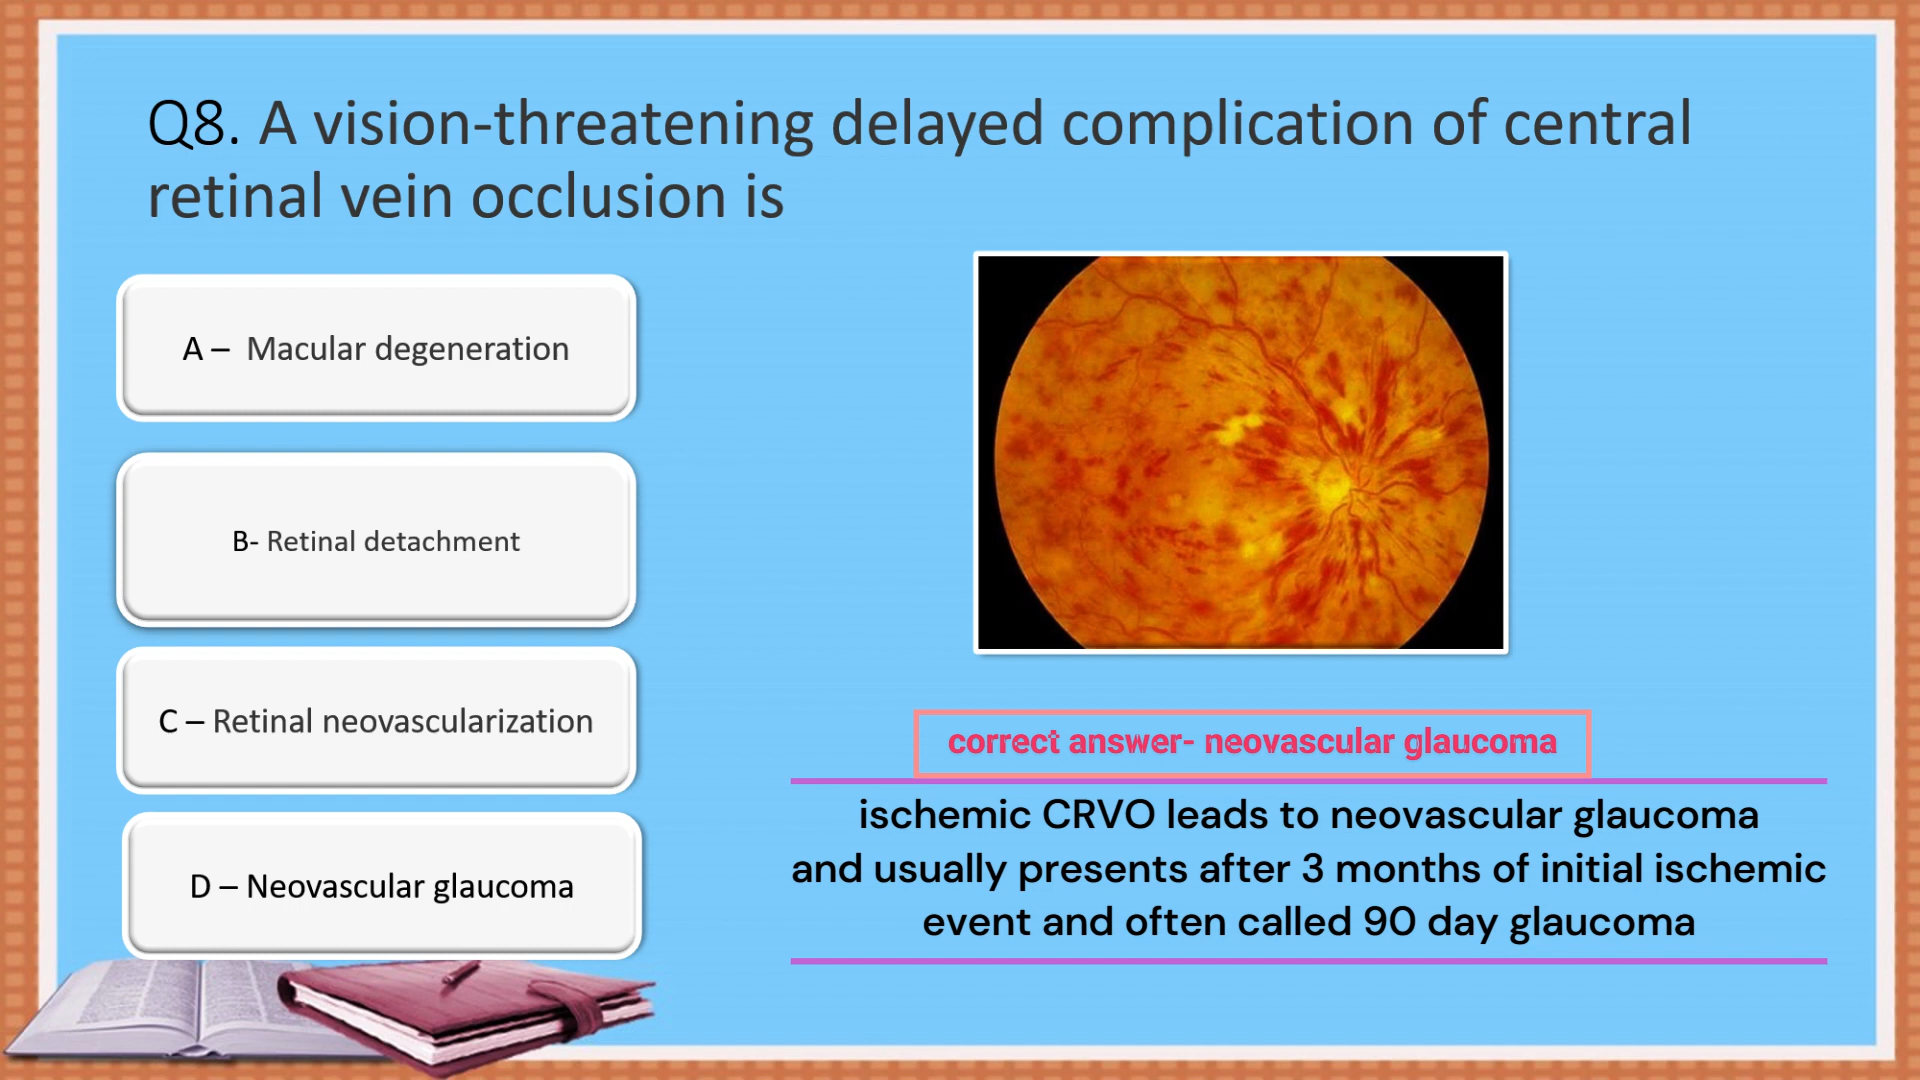 Q8. A vision-threatening delayed complication of central
retinal vein occlusion is
A – Macular degeneration
B- Retinal detachment
C – Retinal neovascularization
D – Neovascular glaucoma
correct answer- neovascular glaucoma
ischemic CRVO leads to neovascular glaucoma
and usually presents after 3 months of initial ischemic
event and often called 90 day glaucoma